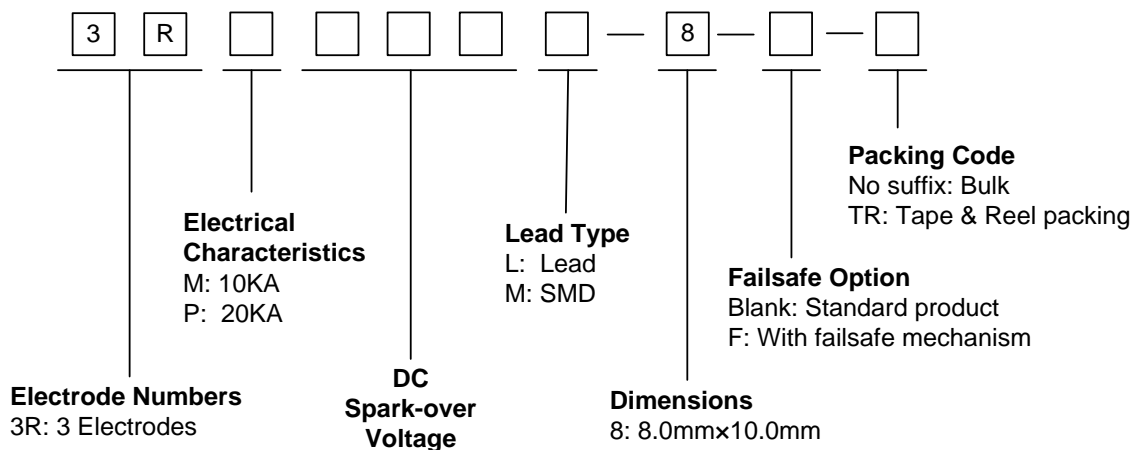 3 R — 8 — —
Packing Code
No suffix: Bulk
TR: Tape & Reel packing
Electrical
Characteristics
M: 10KA
P: 20KA
Lead Type
L: Lead
M: SMD
Failsafe Option
Blank: Standard product
F: With failsafe mechanism
Electrode Numbers
3R: 3 Electrodes
DC
Spark-over
Voltage
Dimensions
8: 8.0mm×10.0mm